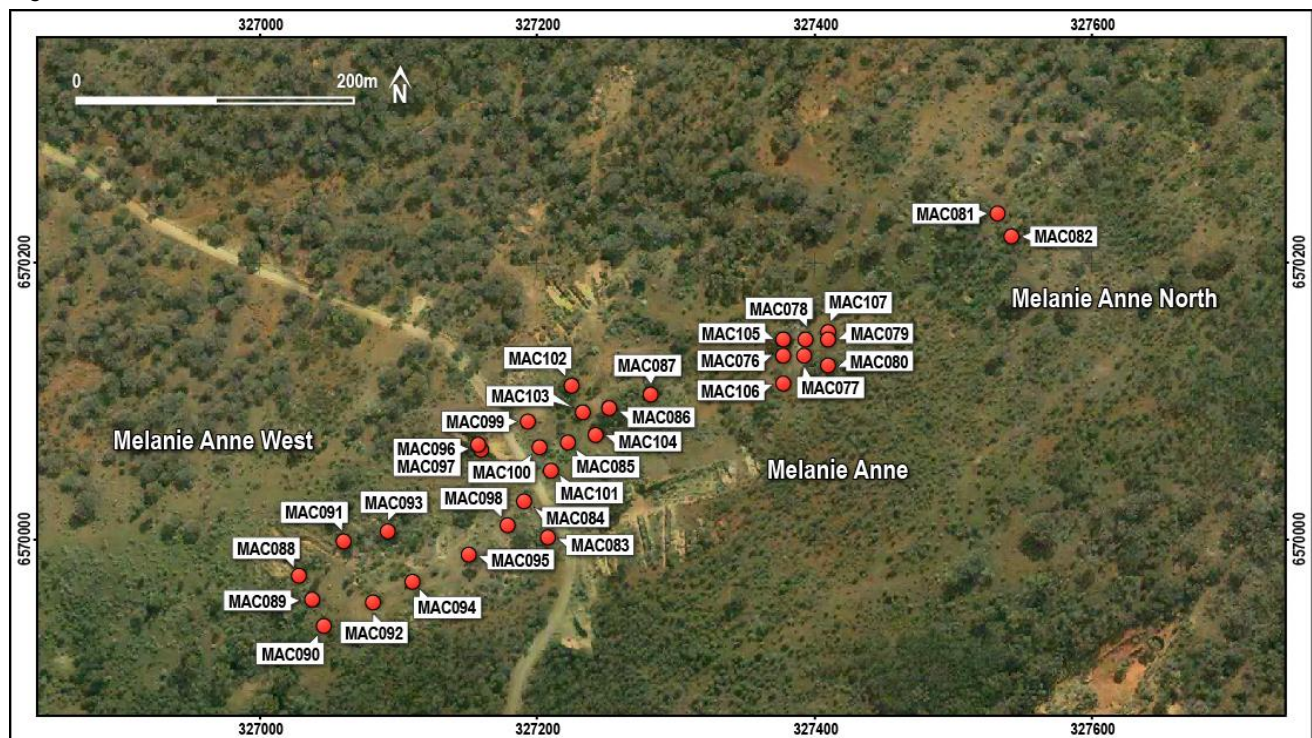 327000 327200 327400 327600
0 200m
N
MAC081
MAC082
6570200
6570200
Melanie Anne North
MAC078
MAC107
MAC105
MAC079
MAC076
MAC080
MAC106
MAC077
MAC102
MAC087
MAC103
MAC086
MAC099
MAC104
MAC096
MAC097
MAC100
MAC085
MAC101
Melanie Anne West
Melanie Anne
MAC093
MAC098
MAC084
MAC091
MAC083
MAC088
MAC095
6570000
6570000
MAC089
MAC094
MAC092
MAC090
327000 327200 327400 327600